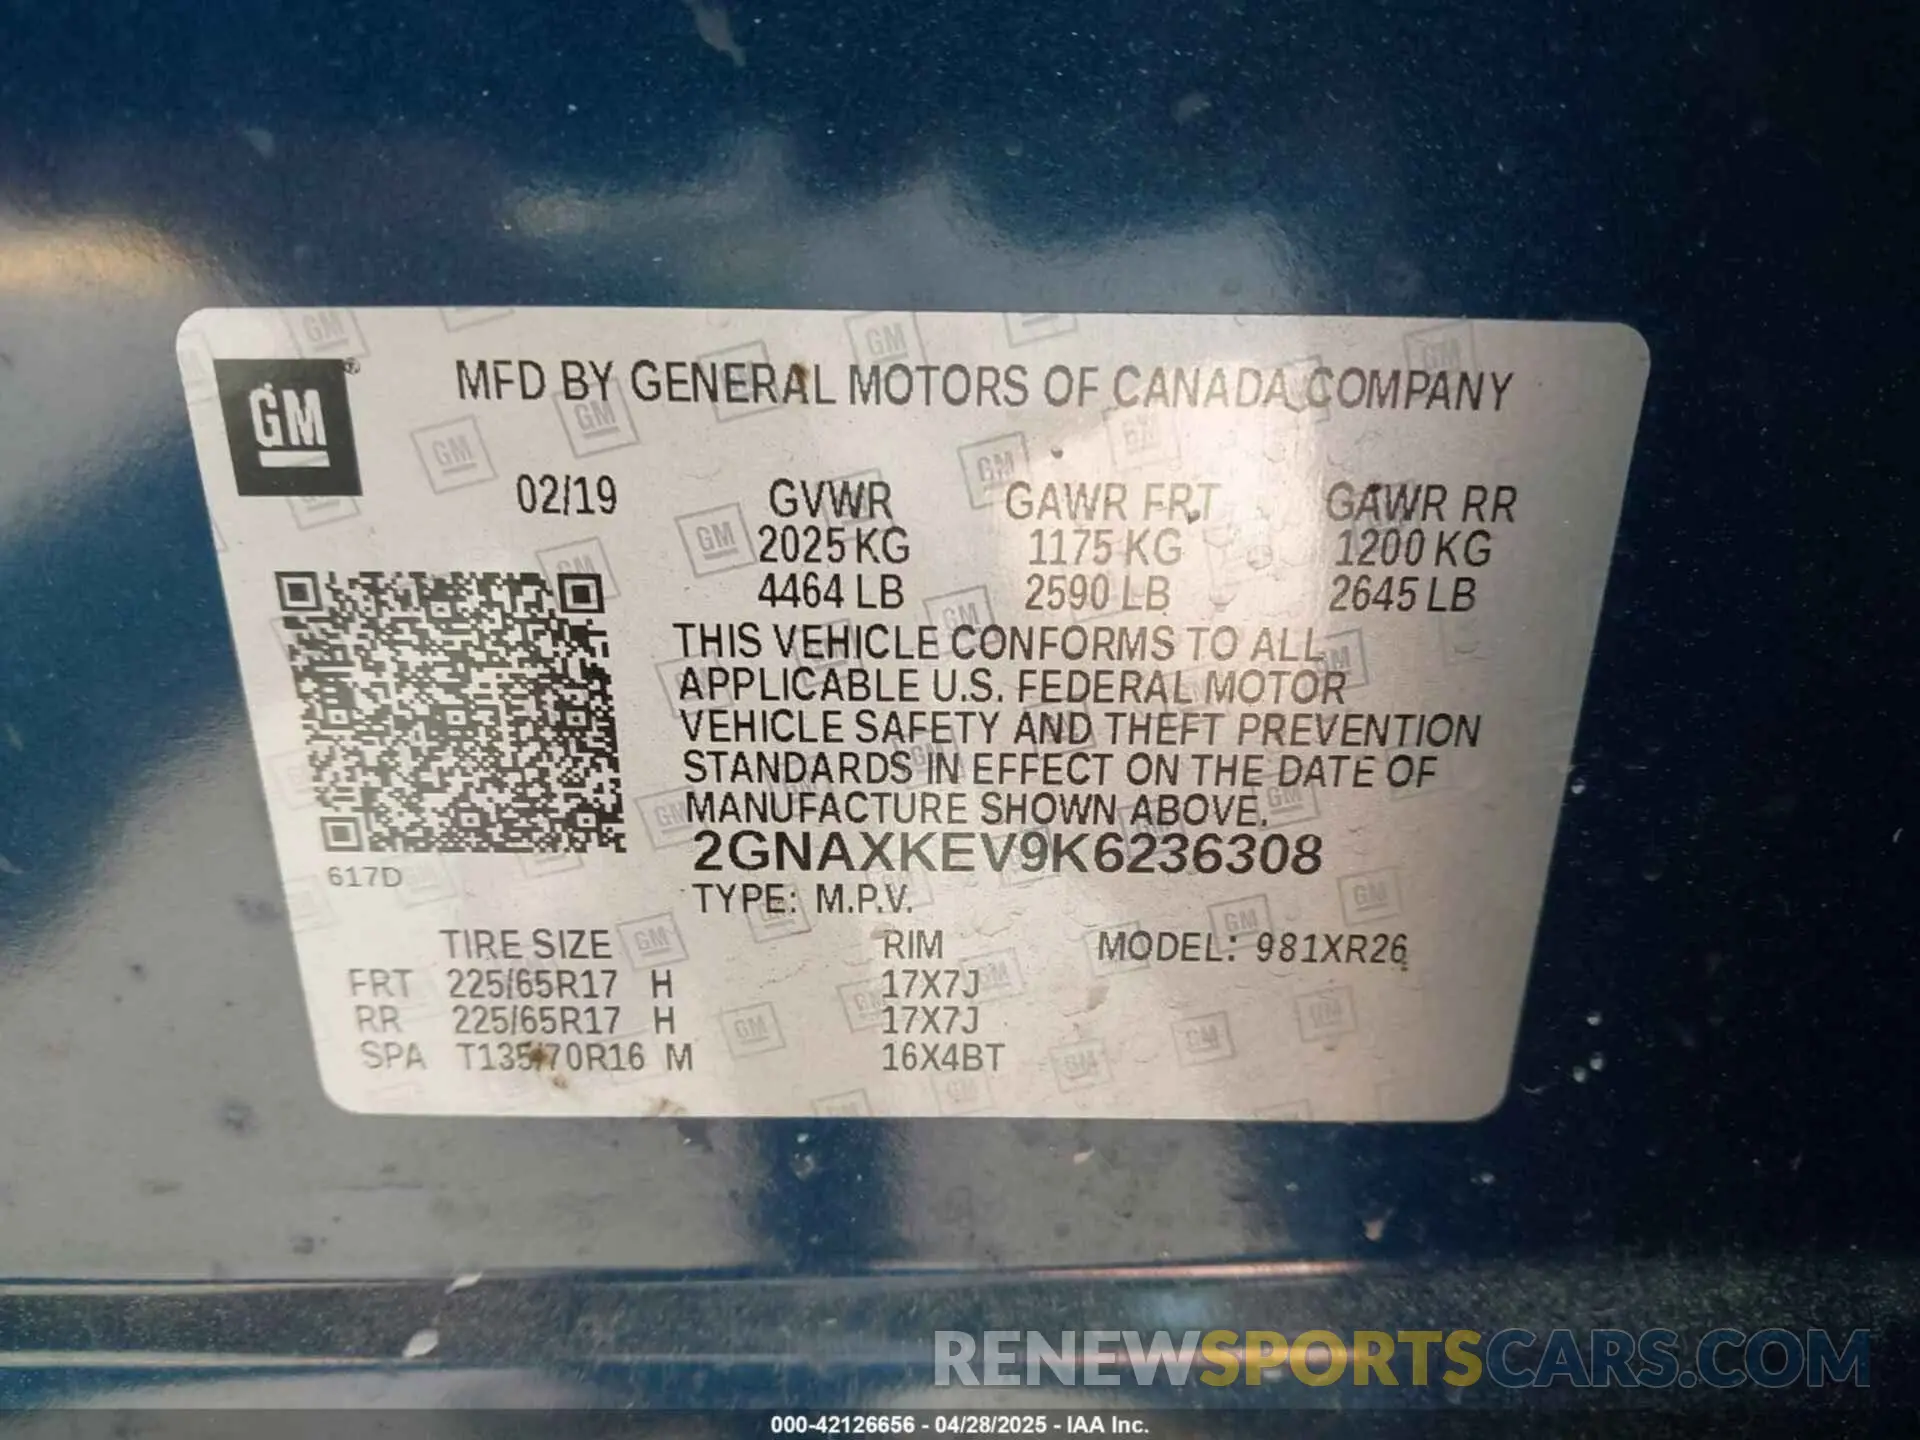 GM ®
MFD BY GENERAL MOTORS OF CANADA COMPANY
02/19 GVWR GAWR FRT GAWR RR
2025 KG 1175 KG 1200 KG
4464 LB 2590 LB 2645 LB
THIS VEHICLE CONFORMS TO ALL
APPLICABLE U.S. FEDERAL MOTOR
VEHICLE SAFETY AND THEFT PREVENTION
STANDARDS IN EFFECT ON THE DATE OF
MANUFACTURE SHOWN ABOVE.
2GNAXKEV9K6236308
617D
TYPE: M.P.V.
TIRE SIZE RIM MODEL: 981XR26
FRT 225/65R17 H 17X7J
RR 225/65R17 H 17X7J
SPA T135/70R16 M 16X4BT
RENEWSPORTSCARS.COM
000-42126656 - 04/28/2025 - IAA Inc.